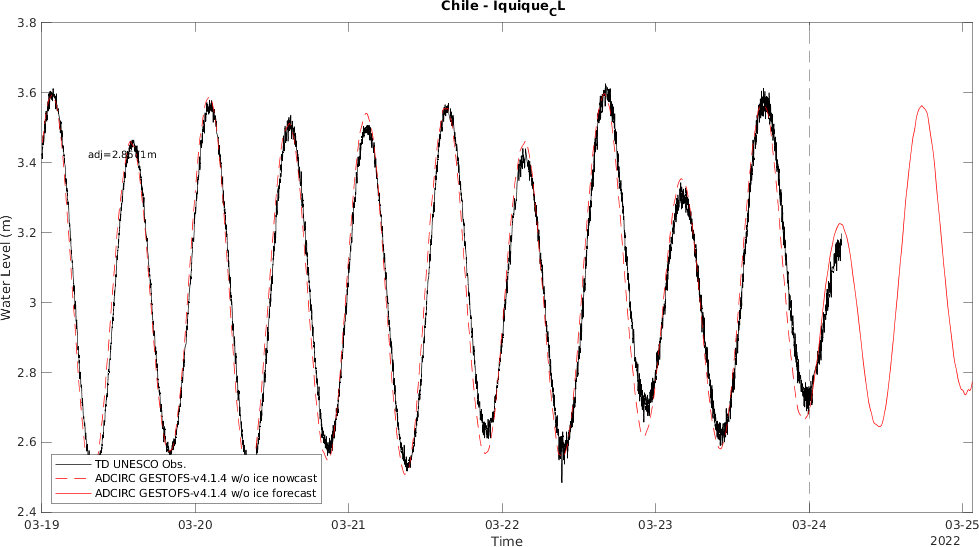 Chile - Iquique_CL
3.8
3.6
3.4
3.2
3
2.8
2.6
2.4
Water Level (m)
TD UNESCO Obs.
ADCIRC GESTOFS-v4.1.4 w/o ice nowcast
ADCIRC GESTOFS-v4.1.4 w/o ice forecast
03-19 03-20 03-21 03-22 03-23 03-24 03-25
Time
2022